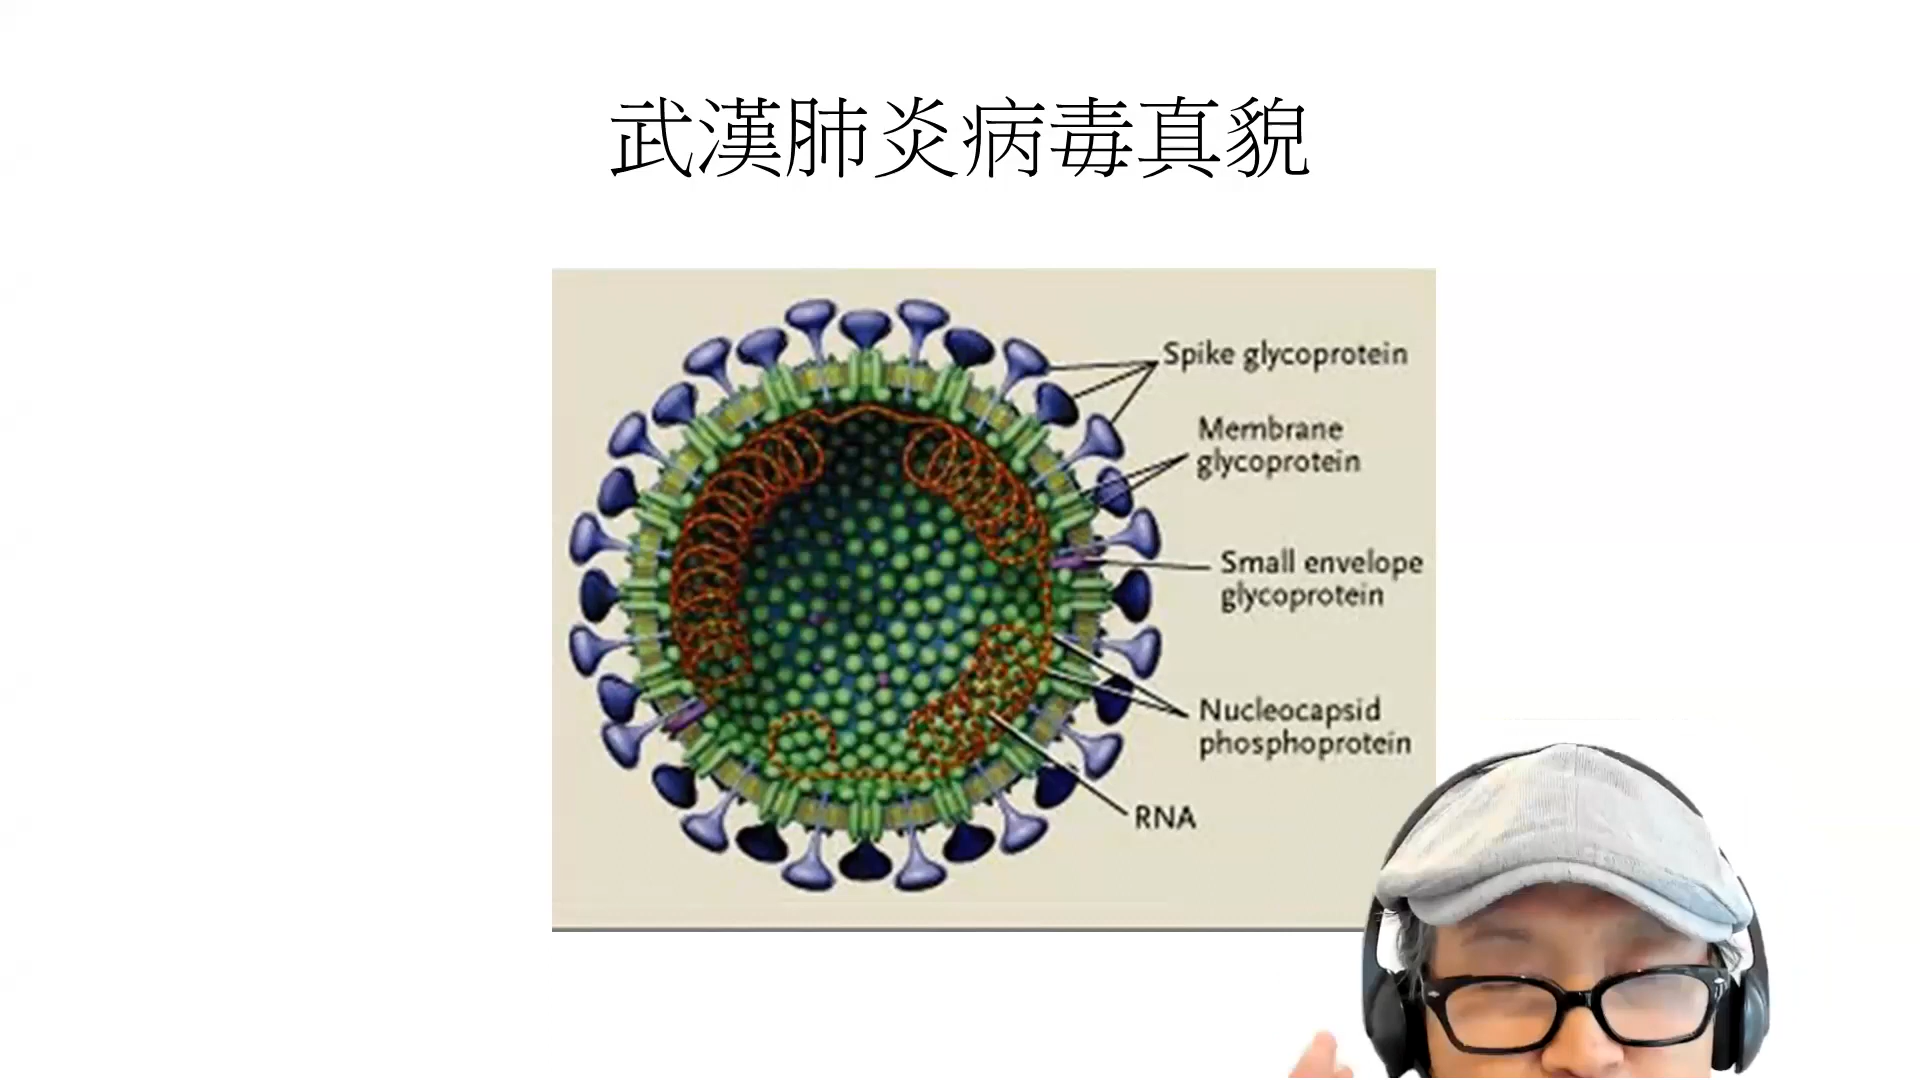 武漢肺炎病毒真貌
Spike glycoprotein
Membrane
glycoprotein
Small envelope
glycoprotein
Nucleocapsid
phosphoprotein
RNA